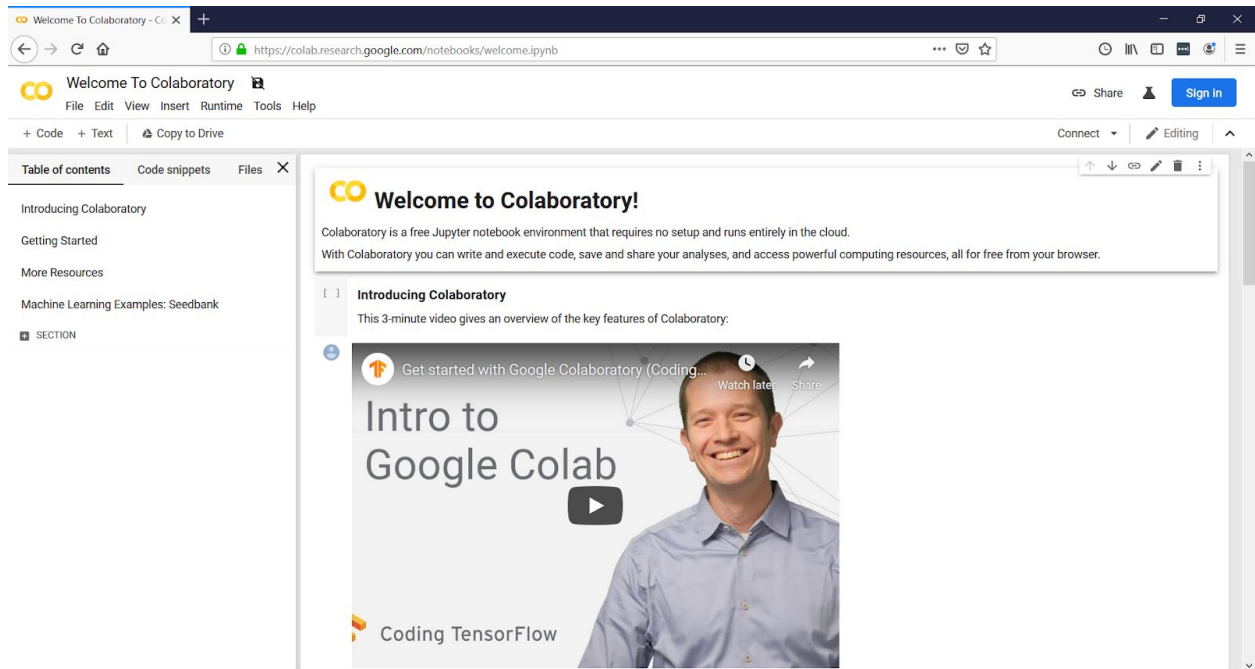 Welcome To Colaboratory - Co
https://colab.research.google.com/notebooks/welcome.ipynb
CO
Welcome To Colaboratory
File Edit View Insert Runtime Tools Help
Share
Sign in
+ Code + Text Copy to Drive
Connect Editing
Table of contents Code snippets Files
Introducing Colaboratory
Getting Started
More Resources
Machine Learning Examples: Seedbank
SECTION
CO Welcome to Colaboratory!
Colaboratory is a free Jupyter notebook environment that requires no setup and runs entirely in the cloud.
With Colaboratory you can write and execute code, save and share your analyses, and access powerful computing resources, all for free from your browser.
[ ] Introducing Colaboratory
This 3-minute video gives an overview of the key features of Colaboratory:
Get started with Google Colaboratory (Coding...
Watch later Share
Intro to
Google Colab
Coding TensorFlow